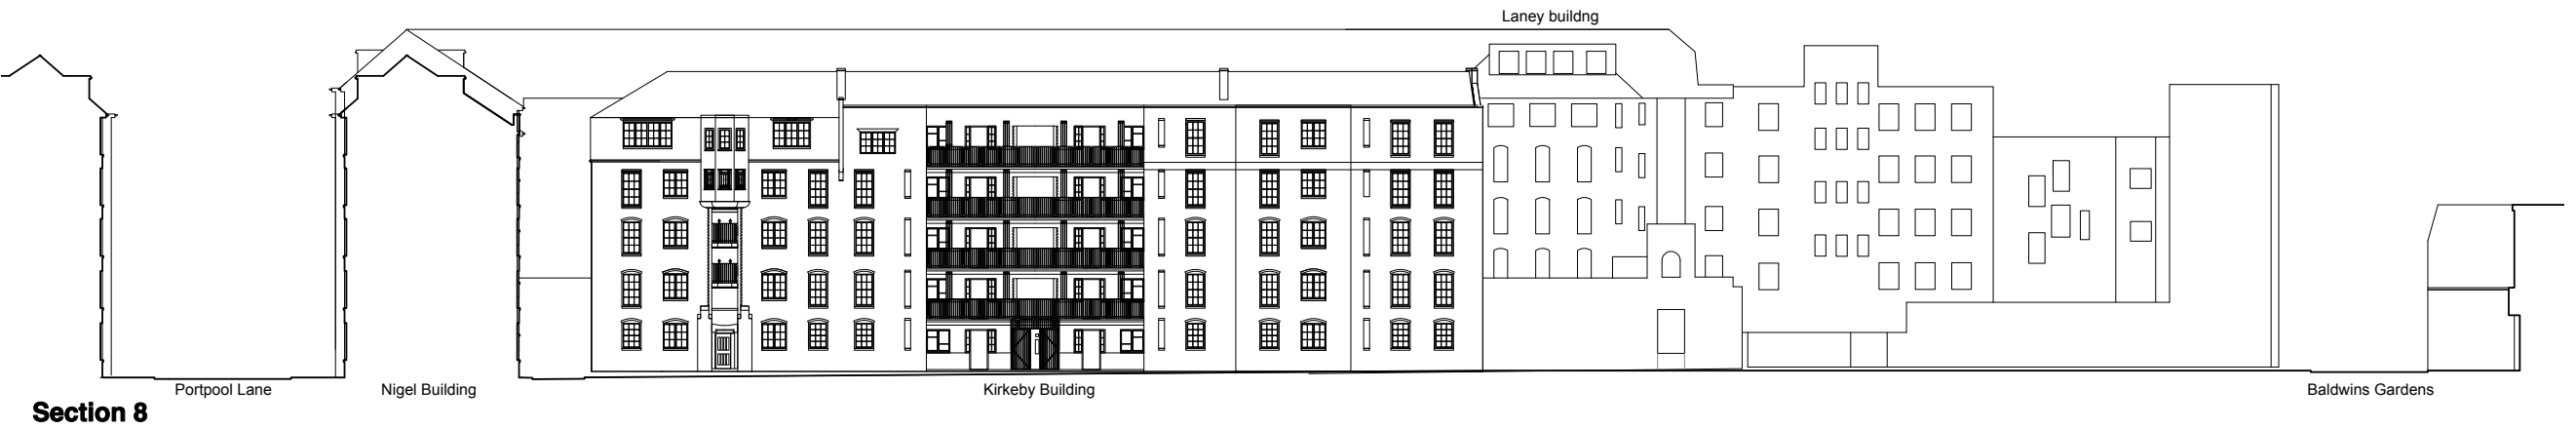 Laney buildng
Portpool Lane
Nigel Building
Kirkeby Building
Baldwins Gardens
Section 8